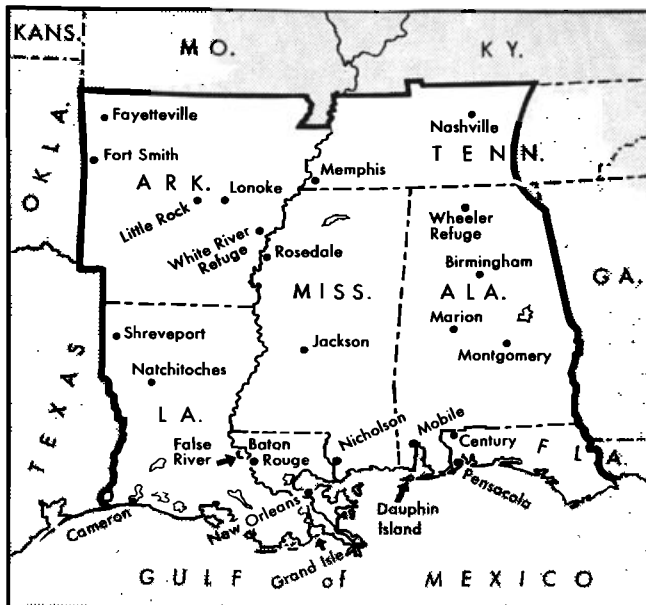 KANS.
MO.
KY.
OKLA.
Fayetteville
Nashville
Fort Smith
TENN.
ARK.
Lonoke
Memphis
Little Rock
Wheeler
Refuge
White River
Refuge
Rosedale
Birmingham
GA.
MISS.
ALA.
Shreveport
Marion
Jackson
Montgomery
Natchitoches
TEXAS
LA.
Nicholson
Mobile
False
River
Baton
Rouge
Century
FLA.
Pensacola
Cameron
New Orleans
Dauphin
Island
Grand Isle
GULF of MEXICO